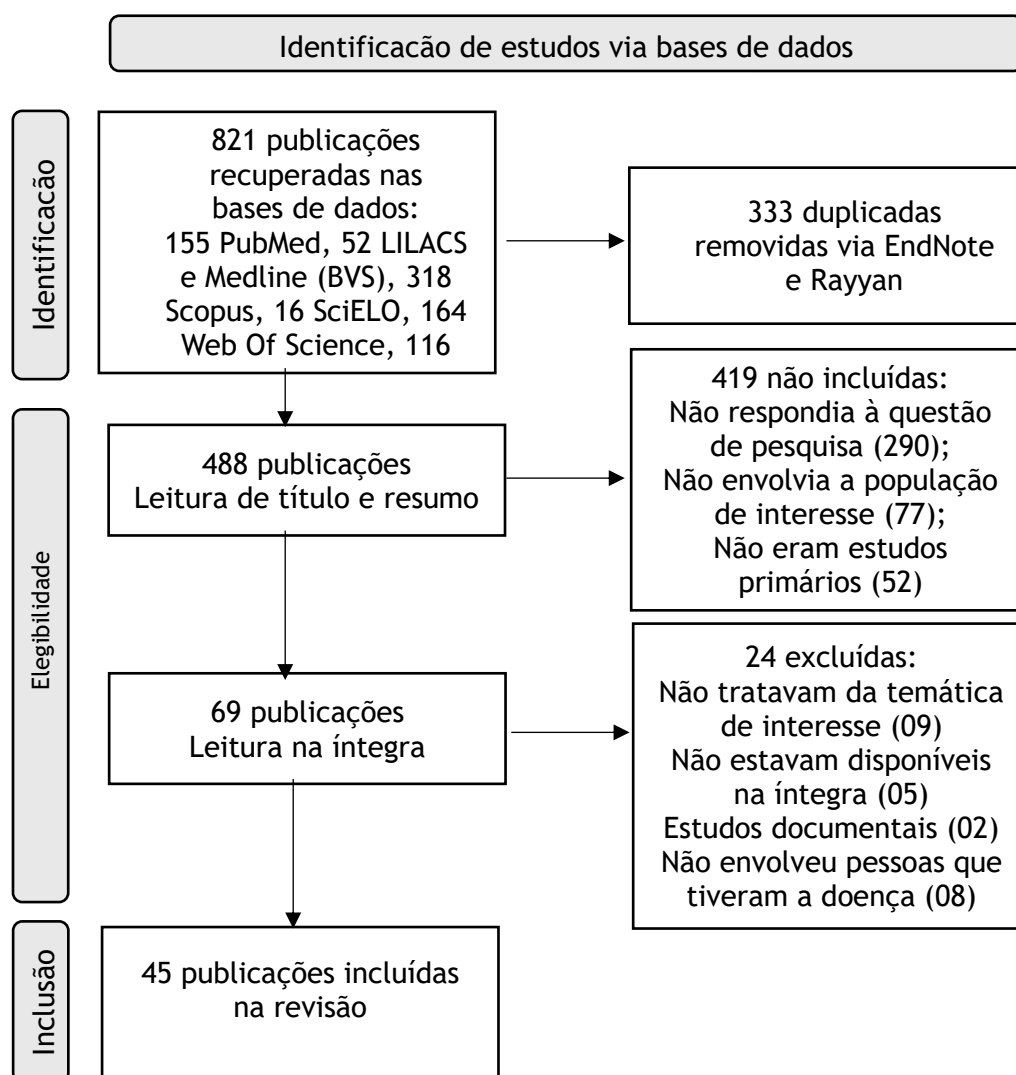 Identificacão de estudos via bases de dados
Identificacão
821 publicações
recuperadas nas
bases de dados:
155 PubMed, 52 LILACS
e Medline (BVS), 318
Scopus, 16 SciELO, 164
Web Of Science, 116
333 duplicadas
removidas via EndNote
e Rayyan
Elegibilidade
488 publicações
Leitura de título e resumo
419 não incluídas:
Não respondia à questão
de pesquisa (290);
Não envolvia a população
de interesse (77);
Não eram estudos
primários (52)
69 publicações
Leitura na íntegra
24 excluídas:
Não tratavam da temática
de interesse (09)
Não estavam disponíveis
na íntegra (05)
Estudos documentais (02)
Não envolveu pessoas que
tiveram a doença (08)
Inclusão
45 publicações incluídas
na revisão